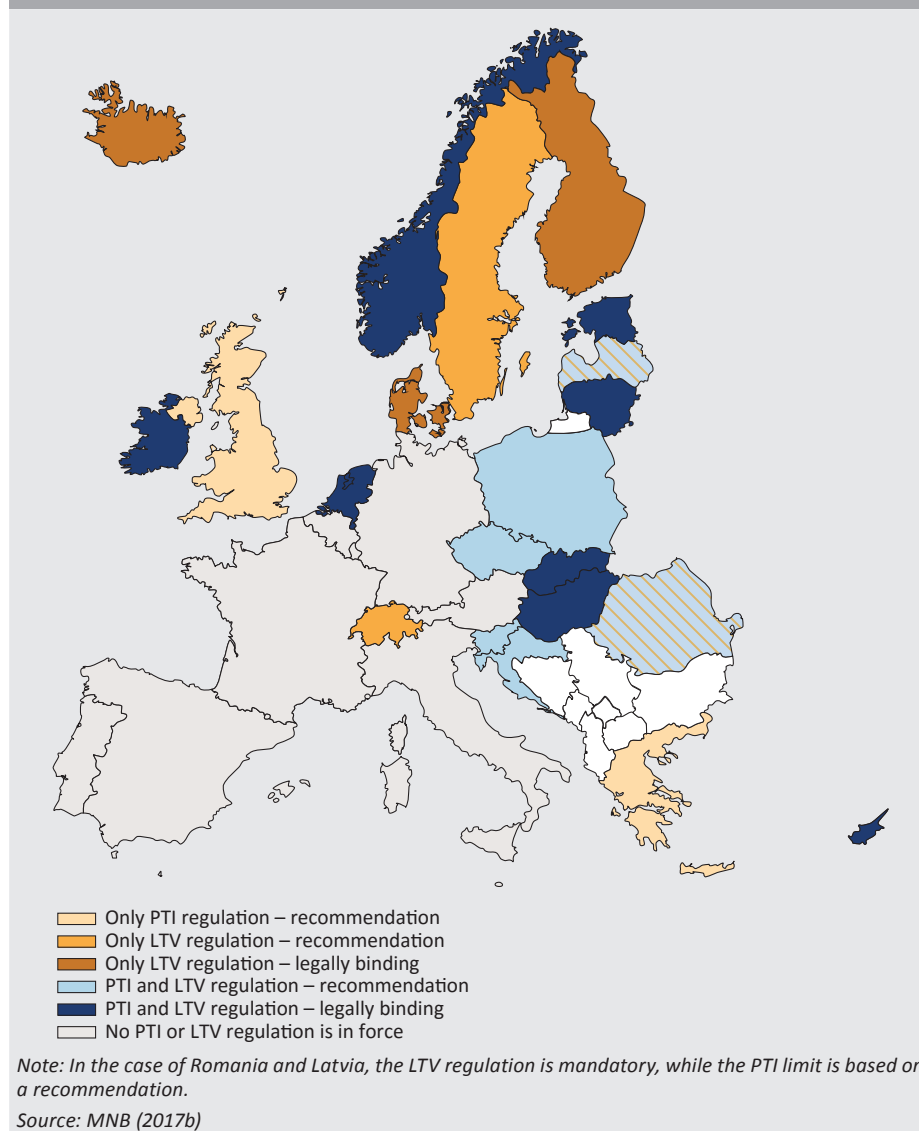 Only PTI regulation – recommendation
Only LTV regulation – recommendation
Only LTV regulation – legally binding
PTI and LTV regulation – recommendation
PTI and LTV regulation – legally binding
No PTI or LTV regulation is in force
Note: In the case of Romania and Latvia, the LTV regulation is mandatory, while the PTI limit is based on
a recommendation.
Source: MNB (2017b)